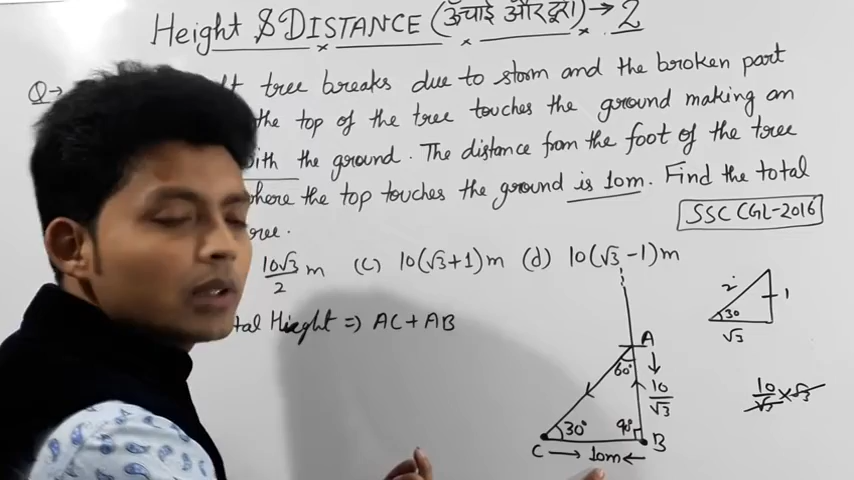 Height & DISTANCE (ऊँचाई और दूरी) → 2
Q → tree breaks due to storm and the broken part
the top of the tree touches the ground making an
with the ground. The distance from the foot of the tree
where the top touches the ground is 10m. Find the total
SSC CGL-2016
10√3/2 m (c) 10(√3+1)m (d) 10(√3-1)m
Hieght => AC + AB
2 1
30
√3
A
60°
10/√3
10/√3 × √3
30° 90°
C → 10m ← B